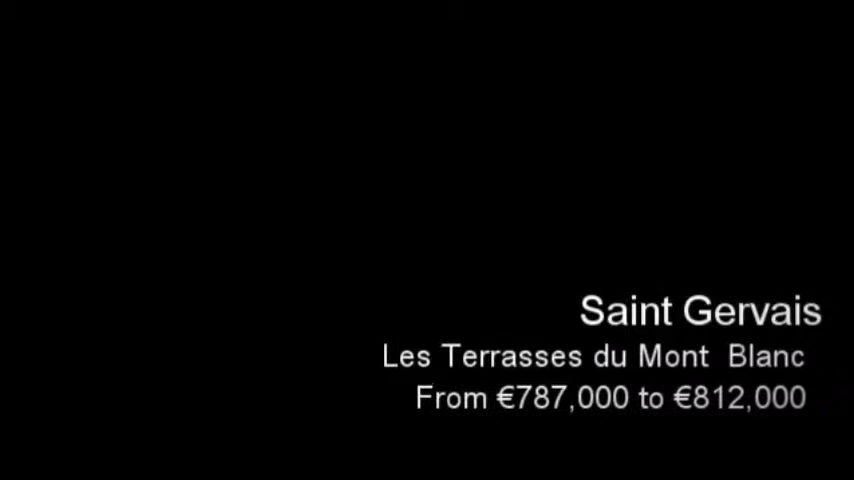 Saint Gervais
Les Terrasses du Mont Blanc
From €787,000 to €812,000